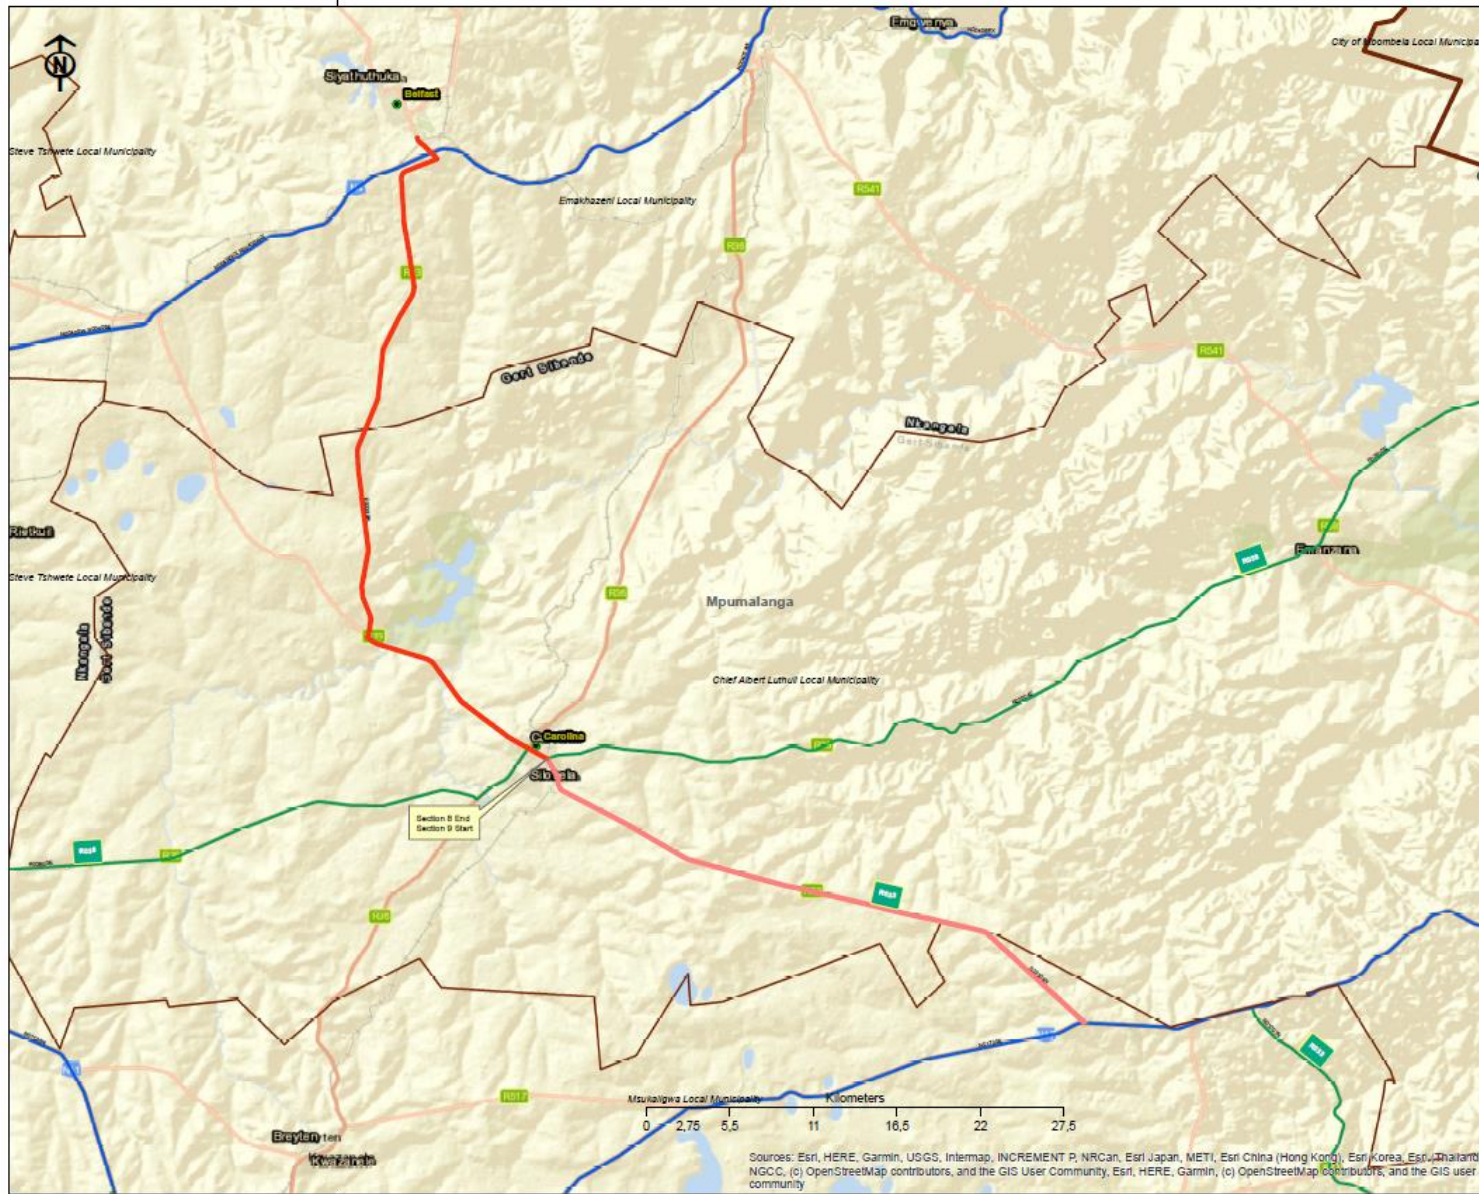 N
Emgwenya
City of Mbombela Local Municipa
Siyathuthuka
Belfast
Steve Tshwete Local Municipality
R541
Emakhazeni Local Municipality
R36
R541
Gert Sibande
Nkangala
Gert Sibande
Rietkuil
Emanzana
Steve Tshwete Local Municipality
R36
Mpumalanga
Nkangala
Gert Sibande
Chief Albert Luthuli Local Municipality
Carolina
Section 8 End
Section 9 Start
R36
R517
Msukaligwa Local Municipality
Kilometers
0 2,75 5,5 11 16,5 22 27,5
Breyten
Kwazanele
Sources: Esri, HERE, Garmin, USGS, Intermap, INCREMENT P, NRCan, Esri Japan, METI, Esri China (Hong Kong), Esri Korea, Esri (Thailand
NGCC, (c) OpenStreetMap contributors, and the GIS User Community, Esri, HERE, Garmin, (c) OpenStreetMap contributors, and the GIS user
community